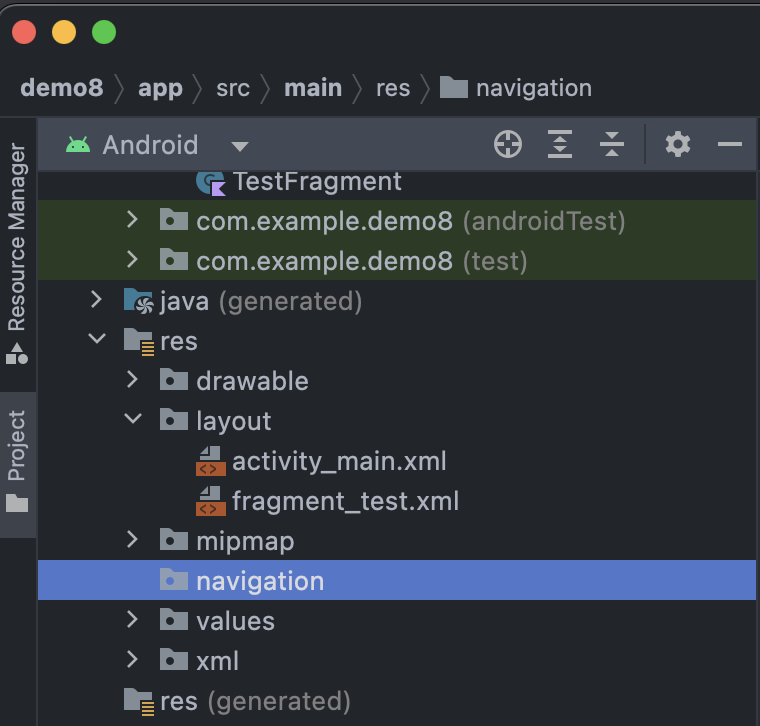 demo8 app src main res navigation
Android
Resource Manager
Project
TestFragment
com.example.demo8 (androidTest)
com.example.demo8 (test)
java (generated)
res
drawable
layout
activity_main.xml
fragment_test.xml
mipmap
navigation
values
xml
res (generated)